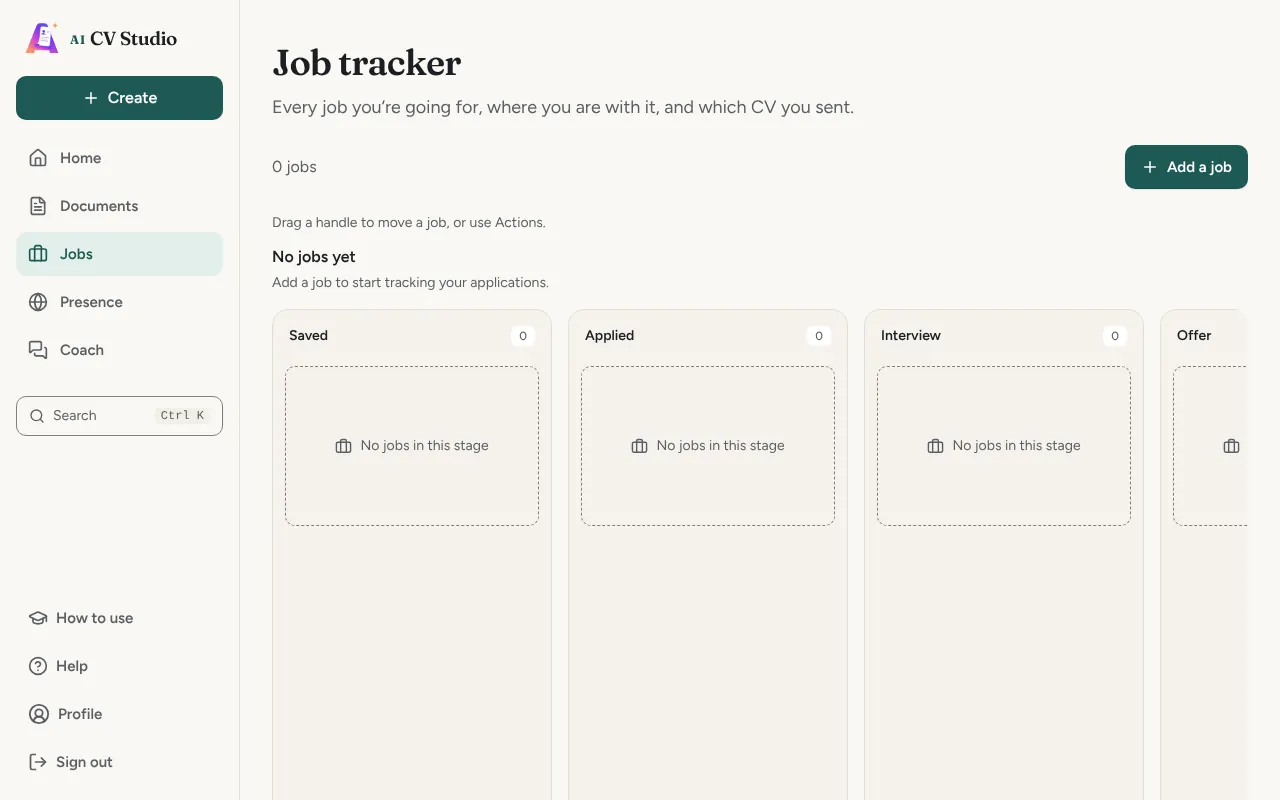 AI CV Studio
Create
Home
Documents
Jobs
Presence
Coach
Search Ctrl K
How to use
Help
Profile
Sign out
Job tracker
Every job you’re going for, where you are with it, and which CV you sent.
0 jobs
Add a job
Drag a handle to move a job, or use Actions.
No jobs yet
Add a job to start tracking your applications.
Saved 0
No jobs in this stage
Applied 0
No jobs in this stage
Interview 0
No jobs in this stage
Offer